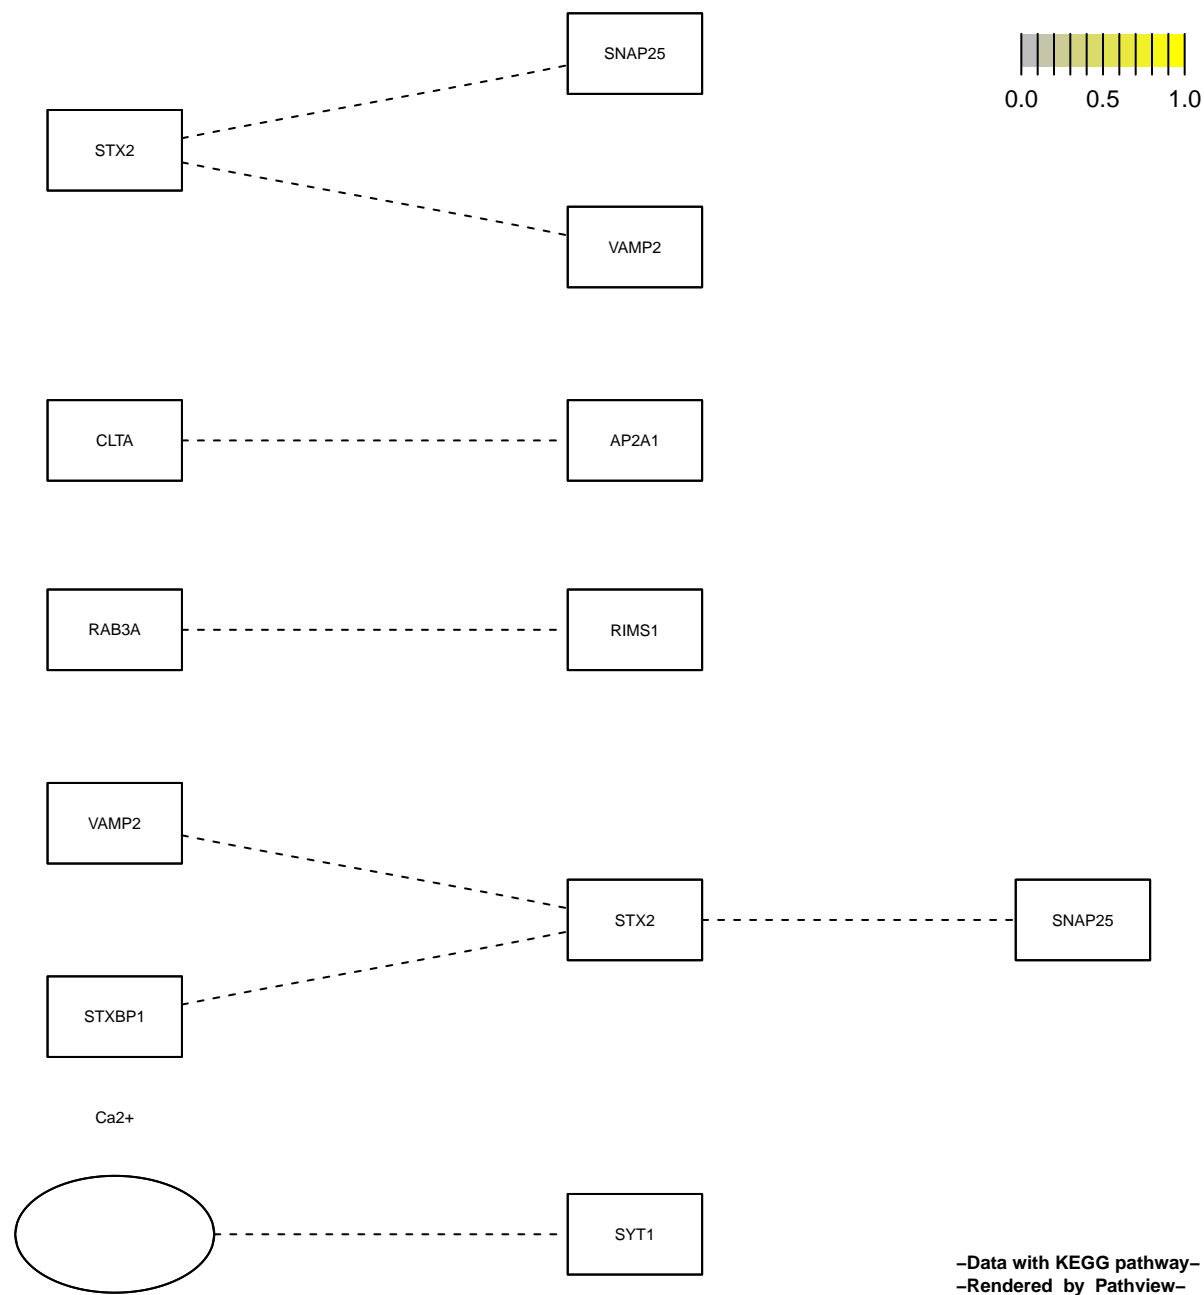 SNAP25
0.0 0.5 1.0
STX2
VAMP2
CLTA
AP2A1
RAB3A
RIMS1
VAMP2
STX2
SNAP25
STXBP1
Ca2+
SYT1
–Data with KEGG pathway–
–Rendered by Pathview–